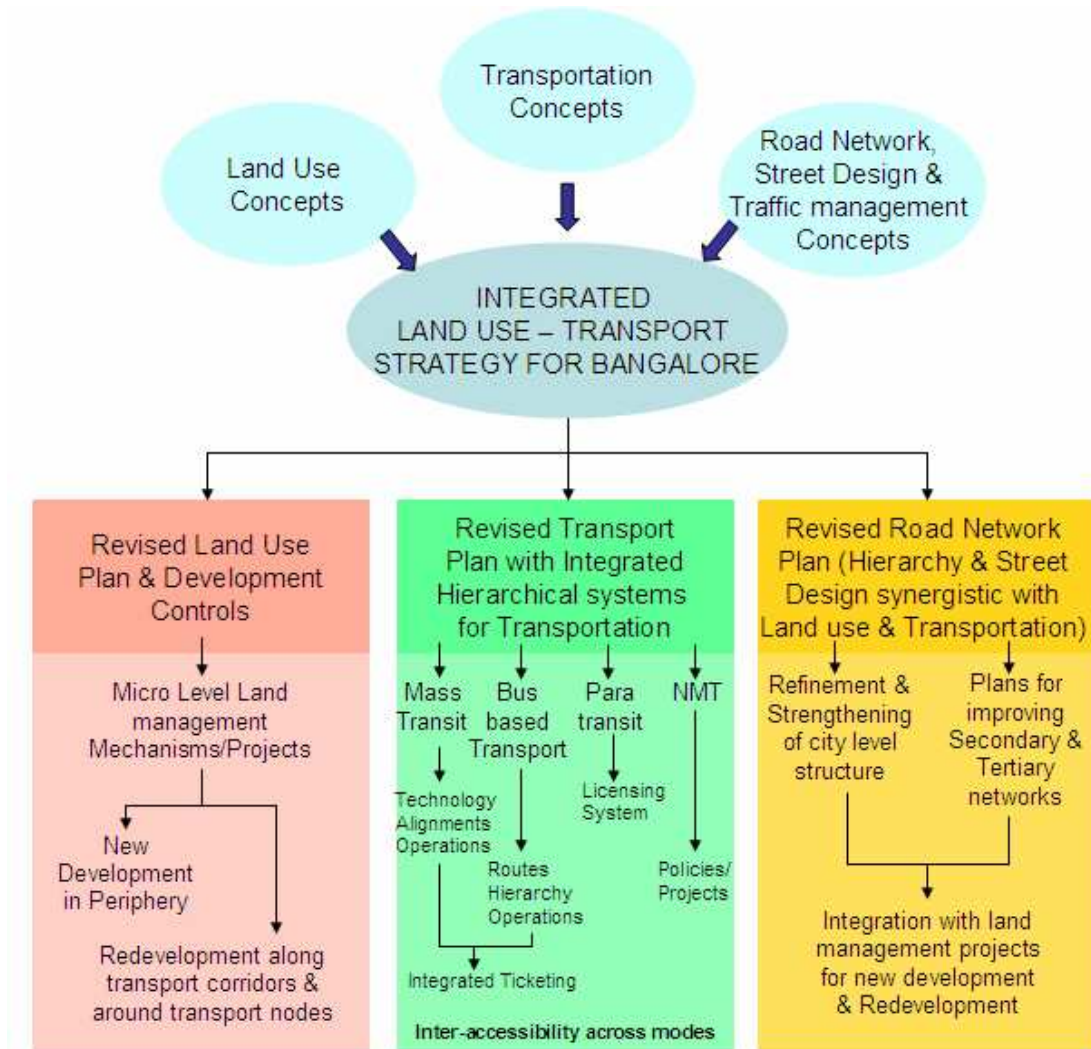 Transportation
Concepts
Land Use
Concepts
Road Network,
Street Design &
Traffic management
Concepts
INTEGRATED
LAND USE – TRANSPORT
STRATEGY FOR BANGALORE
Revised Land Use
Plan & Development
Controls
Micro Level Land
management
Mechanisms/Projects
New
Development
in Periphery
Redevelopment along
transport corridors &
around transport nodes
Revised Transport
Plan with Integrated
Hierarchical systems
for Transportation
Mass
Transit
Bus
based
Transport
Para
transit
NMT
Technology
Alignments
Operations
Routes
Hierarchy
Operations
Licensing
System
Policies/
Projects
Integrated Ticketing
Inter-accessibility across modes
Revised Road Network
Plan (Hierarchy & Street
Design synergistic with
Land use & Transportation)
Refinement &
Strengthening
of city level
structure
Plans for
improving
Secondary &
Tertiary
networks
Integration with land
management projects
for new development
& Redevelopment